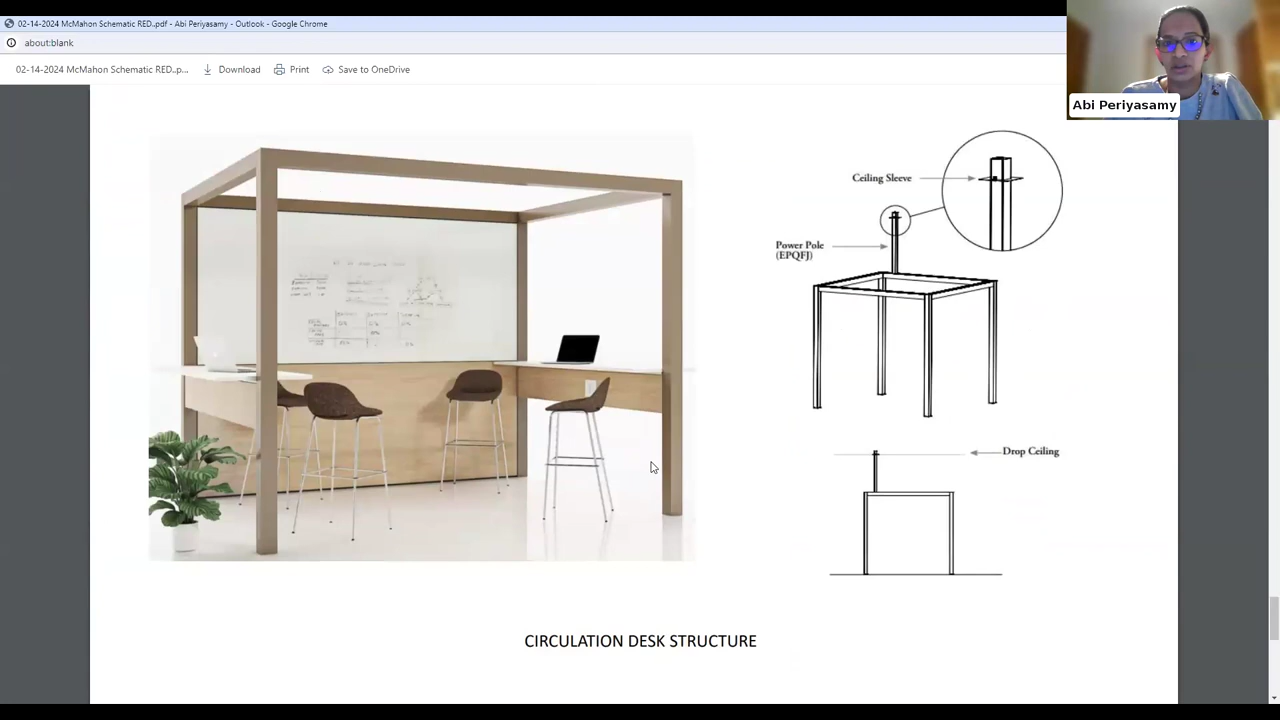 02-14-2024 McMahon Schematic RED..pdf - Abi Periyasamy - Outlook - Google Chrome
about:blank
02-14-2024 McMahon Schematic RED..p...
Download
Print
Save to OneDrive
Abi Periyasamy
Ceiling Sleeve
Power Pole
(EPQFJ)
Drop Ceiling
CIRCULATION DESK STRUCTURE